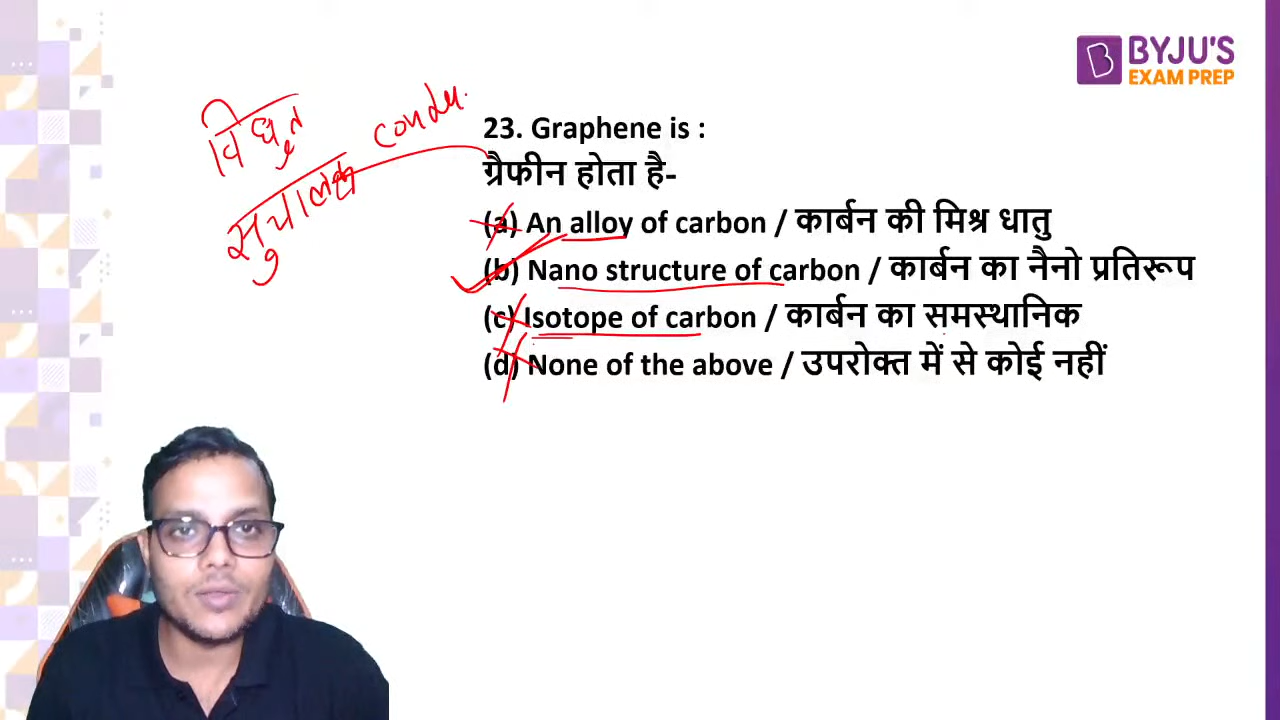 BYJU'S
EXAM PREP
विधुत
सुचालक condu.
23. Graphene is :
ग्रैफीन होता है-
(a) An alloy of carbon / कार्बन की मिश्र धातु
(b) Nano structure of carbon / कार्बन का नैनो प्रतिरूप
(c) Isotope of carbon / कार्बन का समस्थानिक
(d) None of the above / उपरोक्त में से कोई नहीं